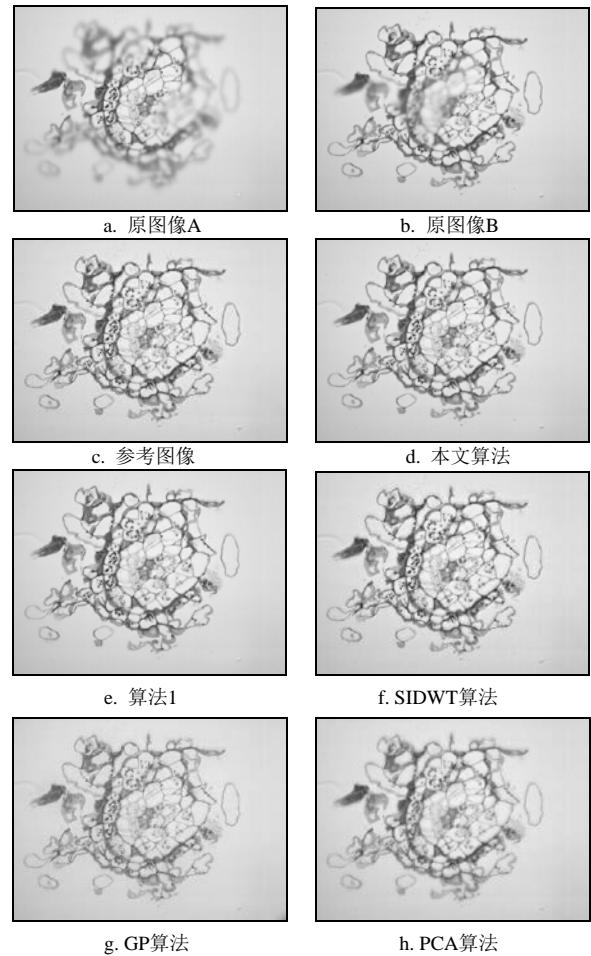 a. 原图像A
b. 原图像B
c. 参考图像
d. 本文算法
e. 算法1
f. SIDWT算法
g. GP算法
h. PCA算法